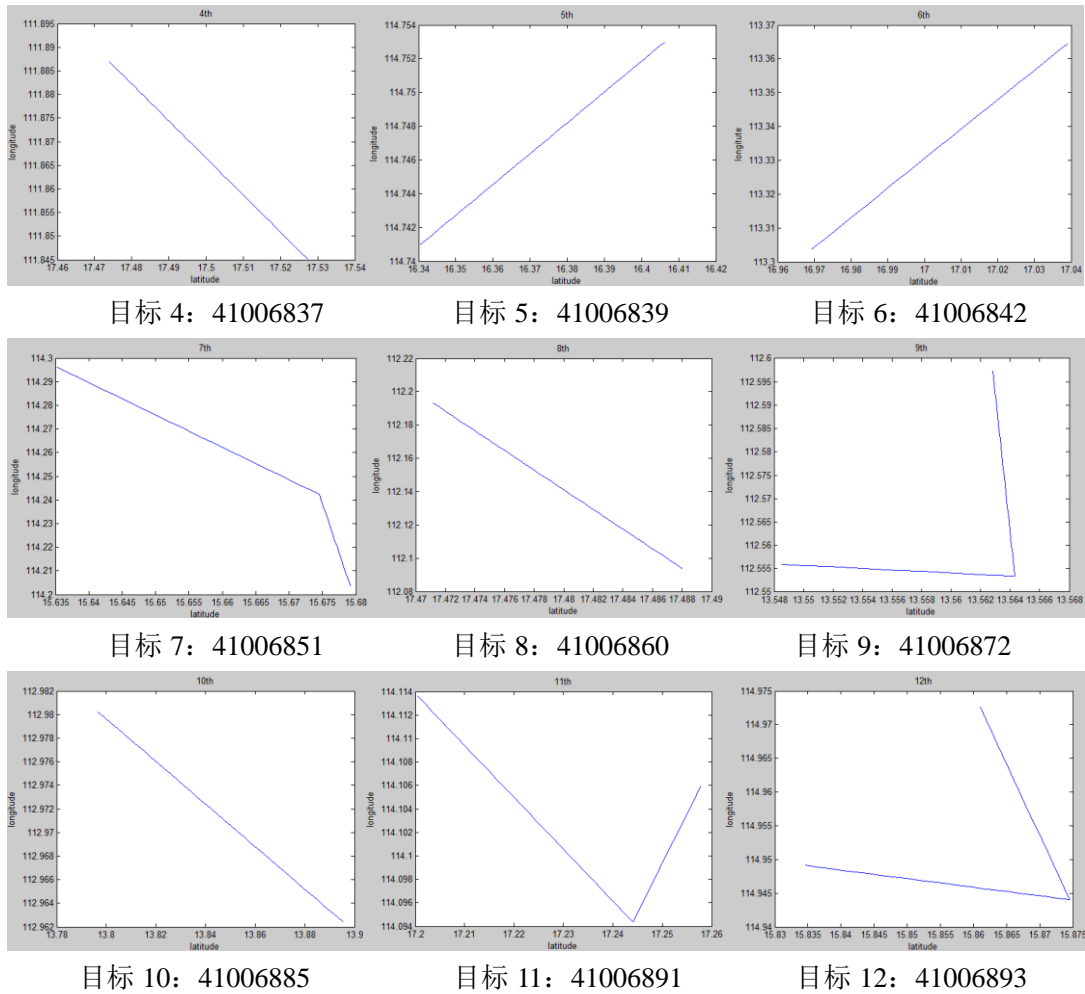 4th
111.895
111.89
111.885
111.88
111.875
111.87
111.865
111.86
111.855
111.85
111.845
longitude
17.46 17.47 17.48 17.49 17.5 17.51 17.52 17.53 17.54
latitude
目标 4：41006837
5th
114.754
114.752
114.75
114.748
114.746
114.744
114.742
114.74
longitude
16.34 16.35 16.36 16.37 16.38 16.39 16.4 16.41 16.42
latitude
目标 5：41006839
6th
113.37
113.36
113.35
113.34
113.33
113.32
113.31
113.3
longitute
16.96 16.97 16.98 16.99 17 17.01 17.02 17.03 17.04
latitude
目标 6：41006842
7th
114.3
114.29
114.28
114.27
114.26
114.25
114.24
114.23
114.22
114.21
114.2
longitude
15.635 15.64 15.645 15.65 15.655 15.66 15.665 15.67 15.675 15.68
latitude
目标 7：41006851
8th
112.22
112.2
112.18
112.16
112.14
112.12
112.1
112.08
longitude
17.47 17.472 17.474 17.476 17.478 17.48 17.482 17.484 17.486 17.488 17.49
latitude
目标 8：41006860
9th
112.6
112.595
112.59
112.585
112.58
112.575
112.57
112.565
112.56
112.555
112.55
longitude
13.548 13.55 13.552 13.554 13.556 13.558 13.56 13.562 13.564 13.566 13.568
latitude
目标 9：41006872
10th
112.982
112.98
112.978
112.976
112.974
112.972
112.97
112.968
112.966
112.964
112.962
longitude
13.78 13.8 13.82 13.84 13.86 13.88 13.9
latitude
目标 10：41006885
11th
114.114
114.112
114.11
114.108
114.106
114.104
114.102
114.1
114.098
114.096
114.094
longitude
17.2 17.21 17.22 17.23 17.24 17.25 17.26
latitude
目标 11：41006891
12th
114.975
114.97
114.965
114.96
114.955
114.95
114.945
114.94
longitude
15.83 15.835 15.84 15.845 15.85 15.855 15.86 15.865 15.87 15.875
latitude
目标 12：41006893